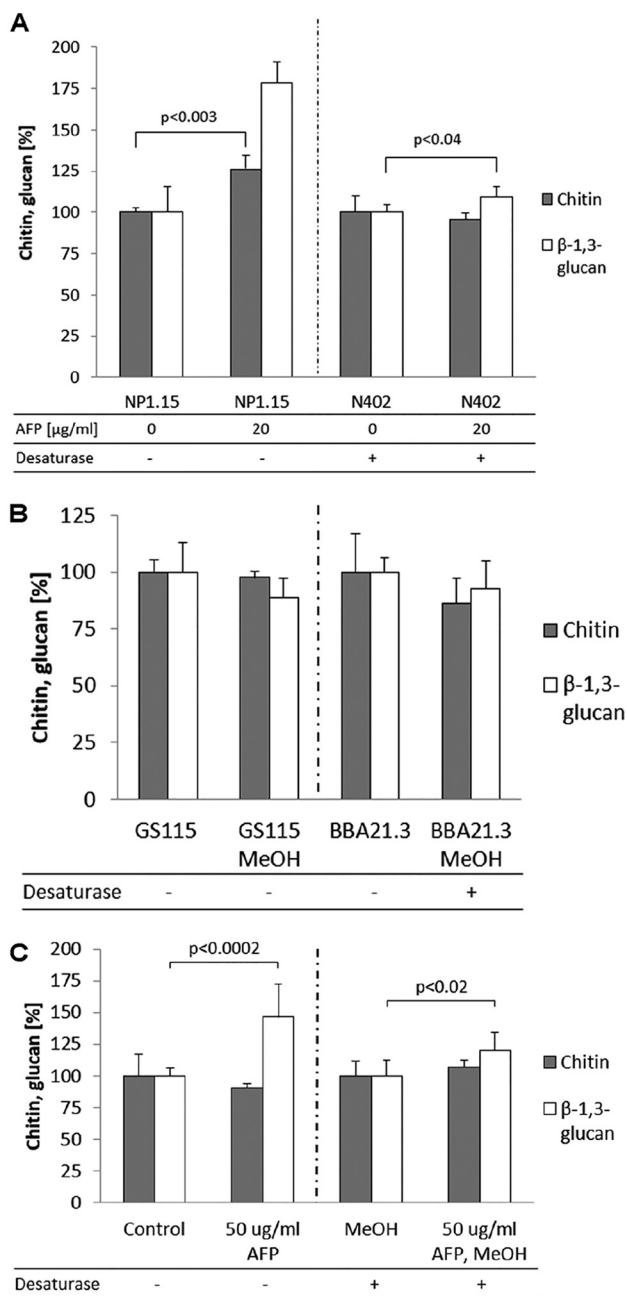 A
Chitin, glucan [%]
200
175
150
125
100
75
50
25
0
p<0.003
p<0.04
Chitin
β-1,3-
glucan
NP1.15 NP1.15 N402 N402
AFP [µg/ml] 0 20 0 20
Desaturase - - + +
B
Chitin, glucan [%]
125
100
75
50
25
0
Chitin
β-1,3-
glucan
GS115 GS115 BBA21.3 BBA21.3
MeOH MeOH
Desaturase - - - +
C
Chitin, glucan [%]
200
175
150
125
100
75
50
25
0
p<0.0002
p<0.02
Chitin
β-1,3-
glucan
Control 50 ug/ml MeOH 50 ug/ml
AFP AFP, MeOH
Desaturase - - + +